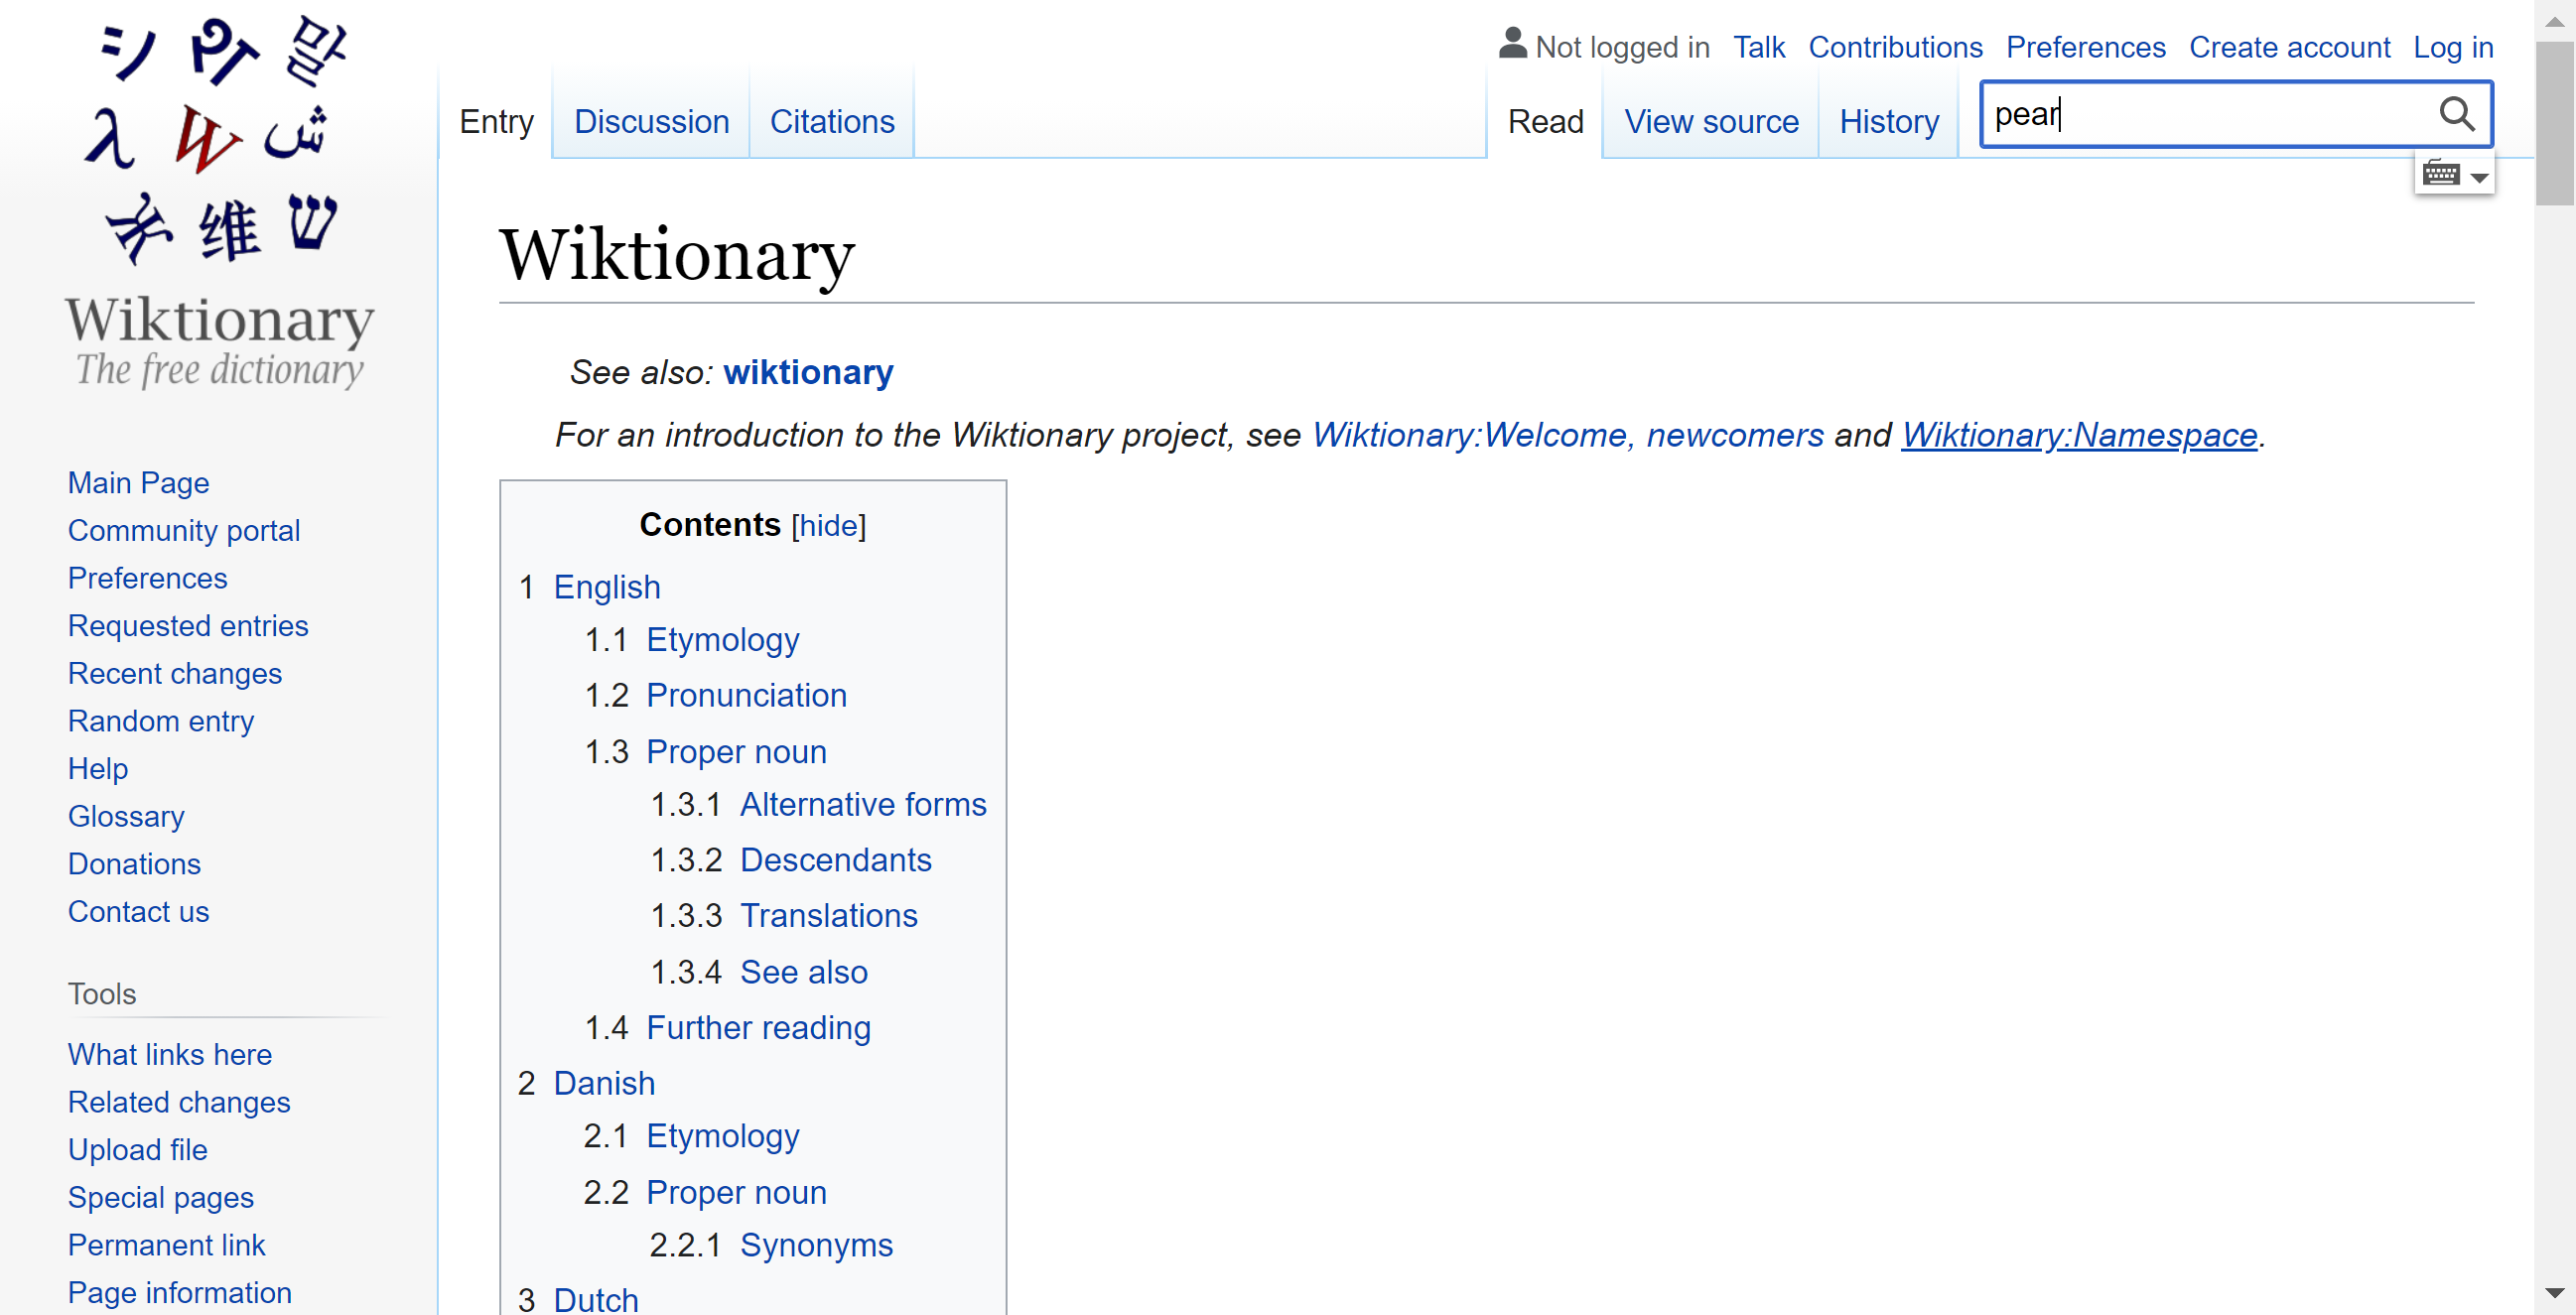 シ 말
λ W ش
维 ש
Wiktionary
The free dictionary
Main Page
Community portal
Preferences
Requested entries
Recent changes
Random entry
Help
Glossary
Donations
Contact us
Tools
What links here
Related changes
Upload file
Special pages
Permanent link
Page information
Not logged in Talk Contributions Preferences Create account Log in
Entry Discussion Citations Read View source History pear
Wiktionary
See also: wiktionary
For an introduction to the Wiktionary project, see Wiktionary:Welcome, newcomers and Wiktionary:Namespace.
Contents [hide]
1 English
1.1 Etymology
1.2 Pronunciation
1.3 Proper noun
1.3.1 Alternative forms
1.3.2 Descendants
1.3.3 Translations
1.3.4 See also
1.4 Further reading
2 Danish
2.1 Etymology
2.2 Proper noun
2.2.1 Synonyms
3 Dutch